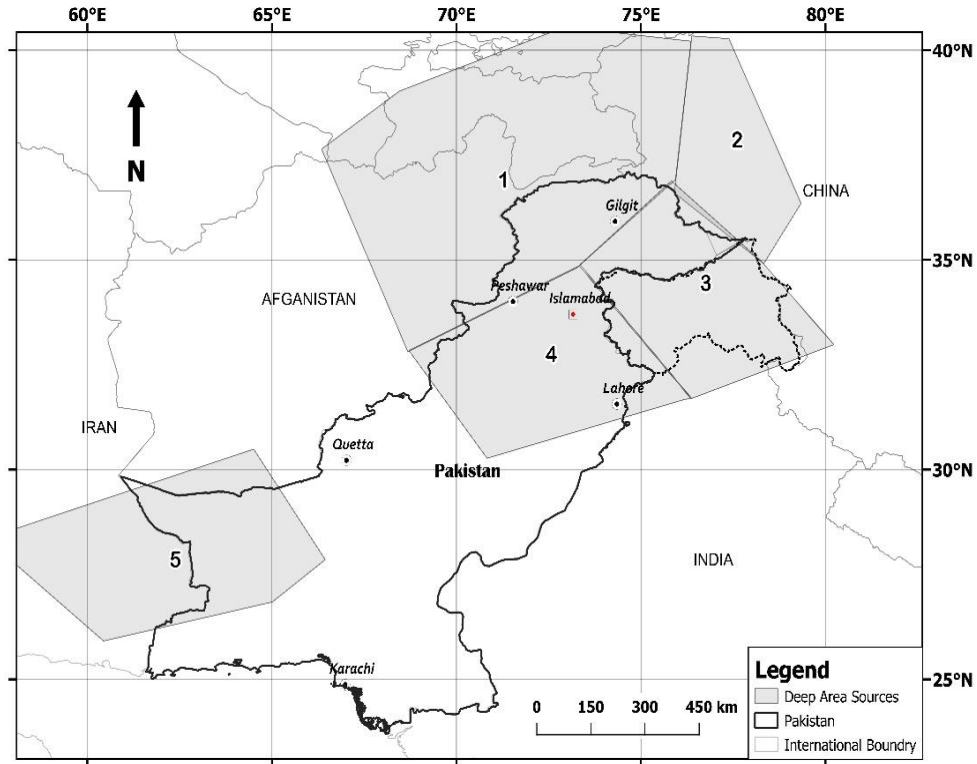 60°E 65°E 70°E 75°E 80°E
40°N
N
2
1
CHINA
Gilgit
35°N
3
Peshawar
Islamabad
AFGANISTAN
4
Lahore
IRAN
Quetta
Pakistan
30°N
5
INDIA
Karachi
Legend
Deep Area Sources
Pakistan
International Boundry
25°N
0 150 300 450 km